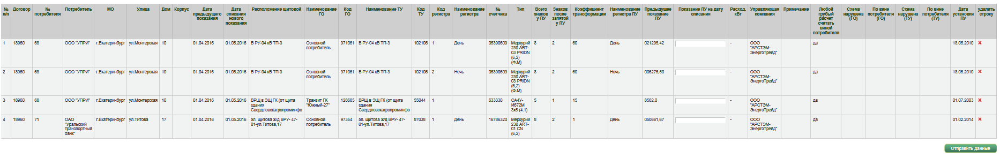 № п/п Договор № потребителя Потребитель МО Улица Дом Корпус Дата предыдущего показания Дата списания нового показания Расположение щитовой Наименование ГО Код ГО Наименование ТУ Код ТУ Код регистра Наименование регистра № счетчика Тип Всего знаков у ПУ Знаков после запятой у ПУ Коэффициент трансформации Наименование регистра ПУ Предыдущее показание ПУ Показание ПУ на дату списания Расход, кВт Управляющая компания Примечание Любой грубый расчет считать виной потребителя Схема нарушена (ГО) По вине потребителя (ГО) Схема нарушена (ТУ) По вине потребителя (ТУ) Дата установки ПУ удалить строку
1 18960 68 ООО "УПРИ" г.Екатеринбург ул.Монтерская 10 01.04.2016 01.05.2016 В РУ-04 кВ ТП-3 Основной потребитель 971061 В РУ-04 кВ ТП-3 102106 1 День 05390609 Меркурий 230 ART-03 PRIDN (6,2) (Ф.М) 8 2 60 День 021295,42 - ООО "АРСТЭМ-ЭнергоТрейд" да 18.05.2010
2 18960 68 ООО "УПРИ" г.Екатеринбург ул.Монтерская 10 01.04.2016 01.05.2016 В РУ-04 кВ ТП-3 Основной потребитель 971061 В РУ-04 кВ ТП-3 102106 2 Ночь 05390609 Меркурий 230 ART-03 PRIDN (6,2) (Ф.М) 8 2 60 Ночь 006275,50 - ООО "АРСТЭМ-ЭнергоТрейд" да 18.05.2010
3 18960 68 ООО "УПРИ" г.Екатеринбург ул.Монтерская 10 01.04.2016 01.05.2016 ВРЩ в ЭЩ ГК (от щита здания Свердловскагропроминфо Транзит ГК "Южный-27" 128685 ВРЩ в ЭЩ ГК (от щита здания Свердловскагропроминфо 55044 1 633330 СА4У-И672М 3x5 (4.1) 5 1 15 8562,0 - ООО "АРСТЭМ-ЭнергоТрейд" да 01.07.2003
4 18960 71 ОАО "Уральский транспортный банк" г.Екатеринбург ул.Титова 17 01.04.2016 01.05.2016 эл. щитова ж/д ВРУ- 47-01-ул.Титова,17 Основной потребитель 97354 эл. щитова ж/д ВРУ- 47-01-ул.Титова,17 87038 1 День 16786320 Меркурий 230 ART-01 CN (6,2) 8 2 1 День 050661,67 - ООО "АРСТЭМ-ЭнергоТрейд" да 01.02.2014
Отправить данные